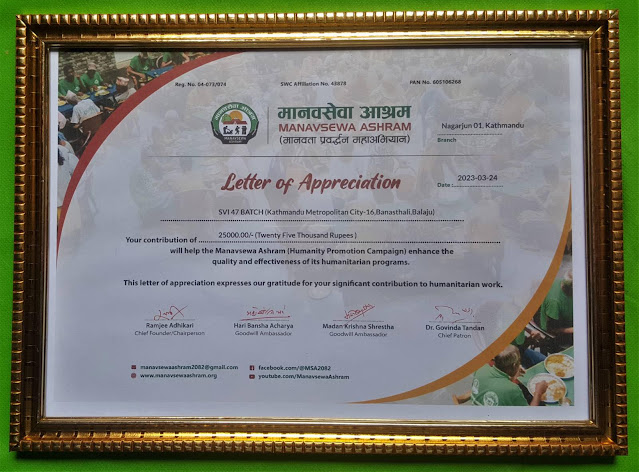 Reg. No. 04-073/074 SWC Affiliation No. 43878 PAN No. 605106268
मानवसेवा आश्रम
MANAVSEWA ASHRAM
(मानवता प्रवर्द्धन महाअभियान)
Nagarjun 01, Kathmandu
Branch
Letter of Appreciation
Date : 2023-03-24
SVI 47 BATCH (Kathmandu Metropolitan City-16,Banasthali,Balaju)
Your contribution of 25000.00/- (Twenty Five Thousand Rupees )
will help the Manavsewa Ashram (Humanity Promotion Campaign) enhance the
quality and effectiveness of its humanitarian programs.
This letter of appreciation expresses our gratitude for your significant contribution to humanitarian work.
Ramjee Adhikari Hari Bansha Acharya Madan Krishna Shrestha Dr. Govinda Tandan
Chief Founder/Chairperson Goodwill Ambassador Goodwill Ambassador Chief Patron
manavsewaashram2082@gmail.com facebook.com/@MSA2082
www.manavsewaashram.org youtube.com/ManvsewaAshram